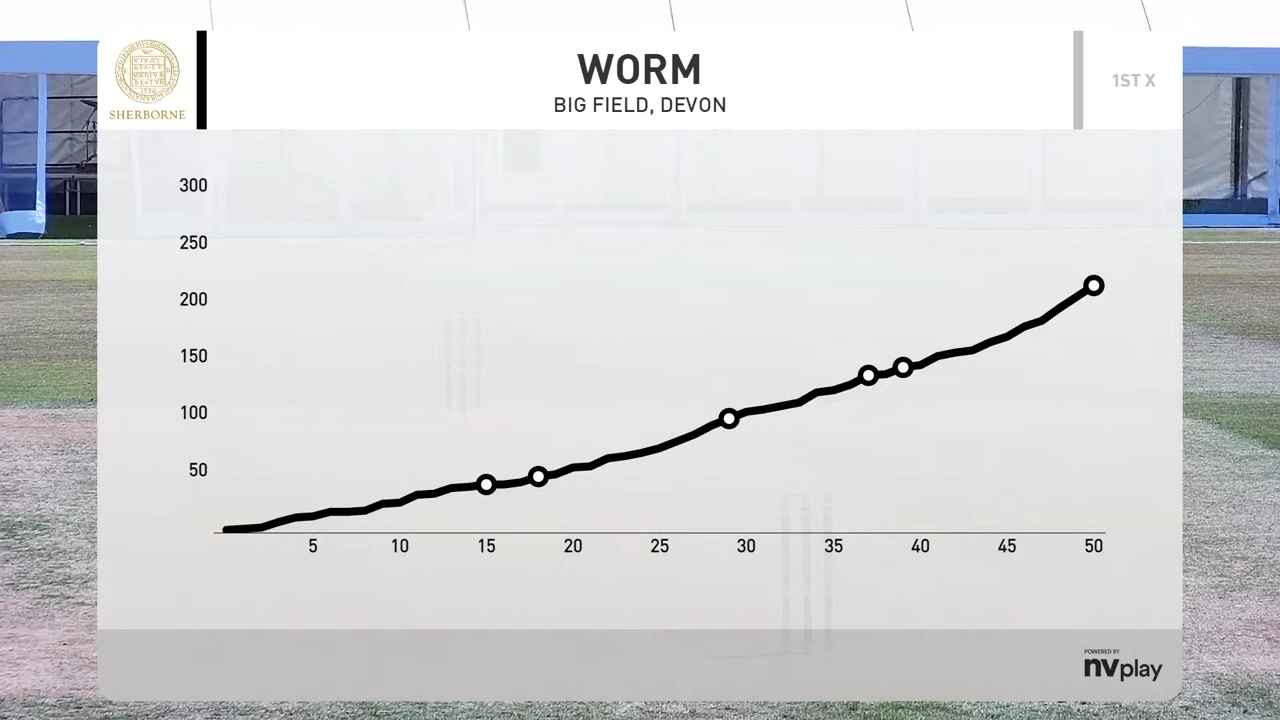 SHERBORNE
WORM
BIG FIELD, DEVON
1ST X
300
250
200
150
100
50
5 10 15 20 25 30 35 40 45 50
POWERED BY
nvplay